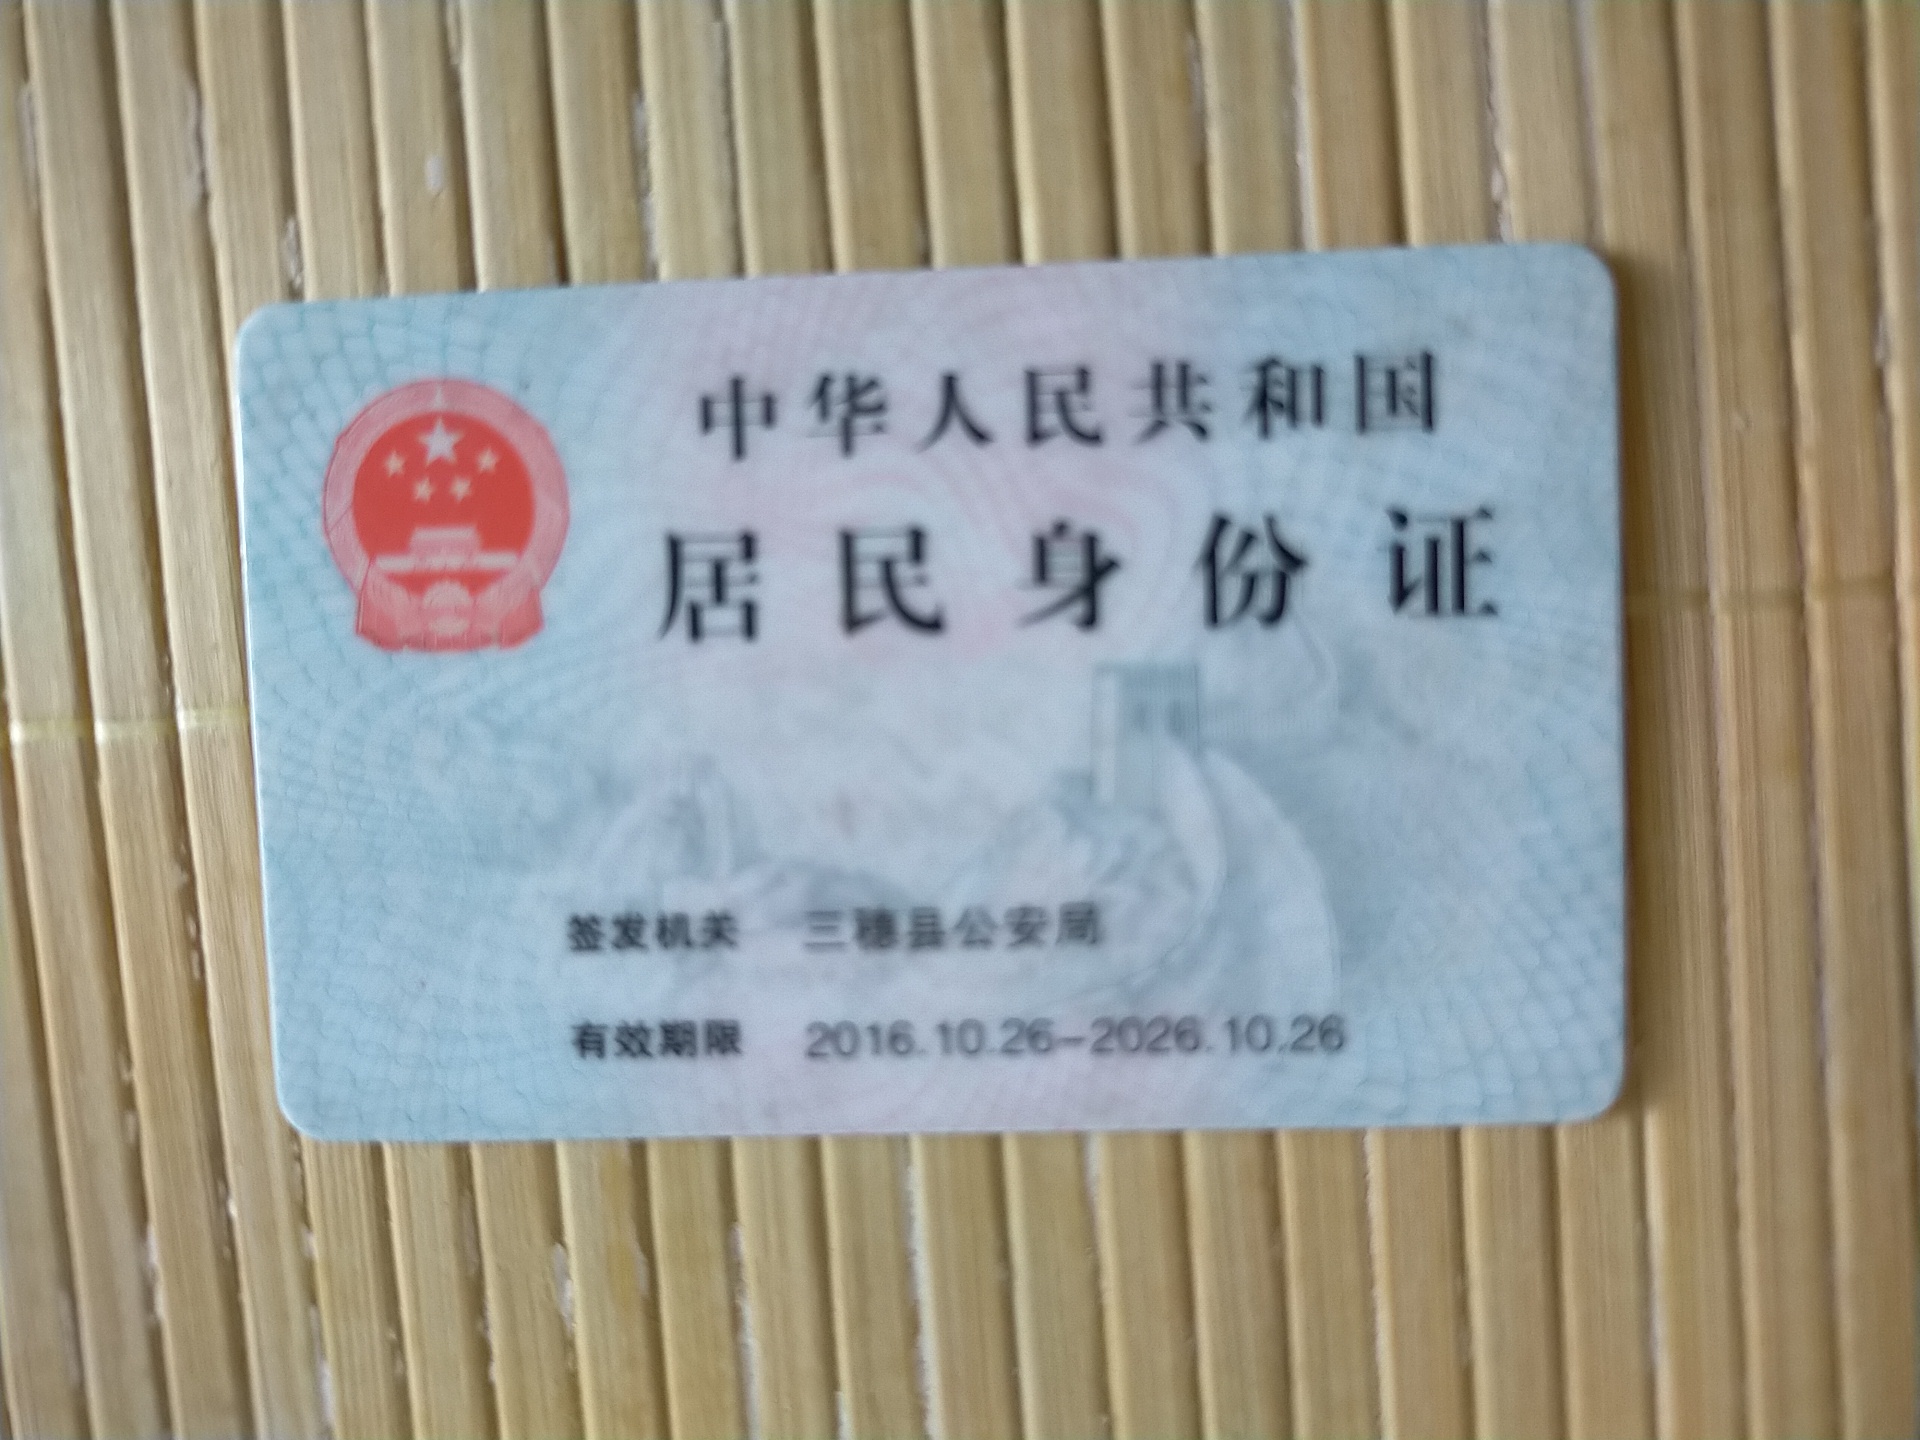 中华人民共和国
居民身份证
签发机关 三穗县公安局
有效期限 2016.10.26-2026.10.26